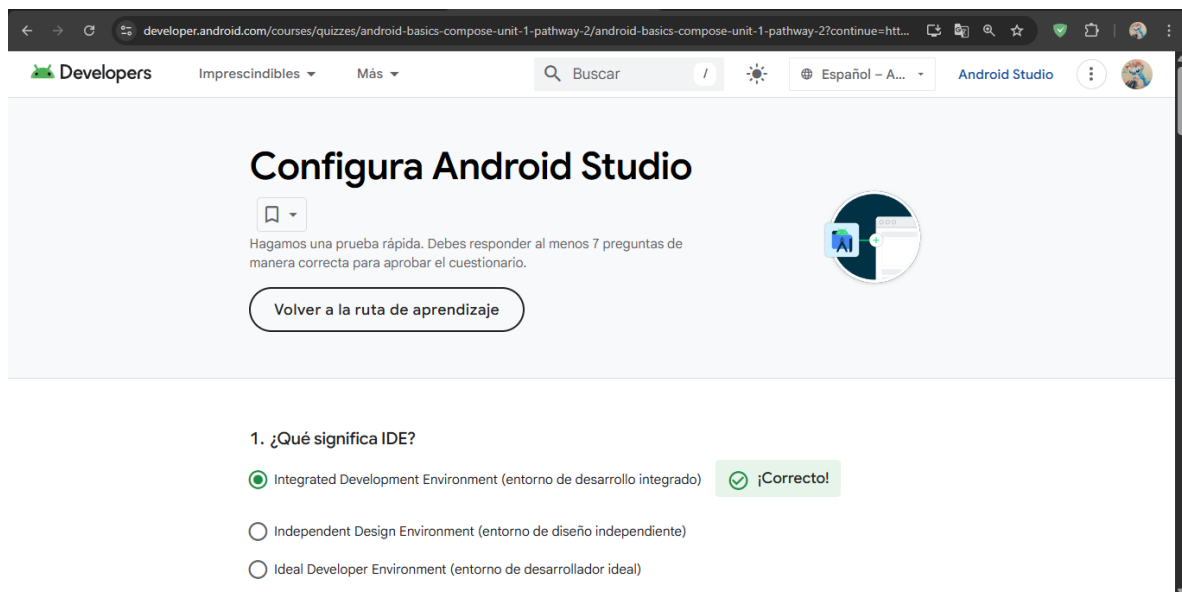 developer.android.com/courses/quizzes/android-basics-compose-unit-1-pathway-2/android-basics-compose-unit-1-pathway-2?continue=htt...
Developers Imprescindibles Más Buscar / Español – A... Android Studio
Configura Android Studio
Hagamos una prueba rápida. Debes responder al menos 7 preguntas de
manera correcta para aprobar el cuestionario.
Volver a la ruta de aprendizaje
1. ¿Qué significa IDE?
Integrated Development Environment (entorno de desarrollo integrado) ¡Correcto!
Independent Design Environment (entorno de diseño independiente)
Ideal Developer Environment (entorno de desarrollador ideal)